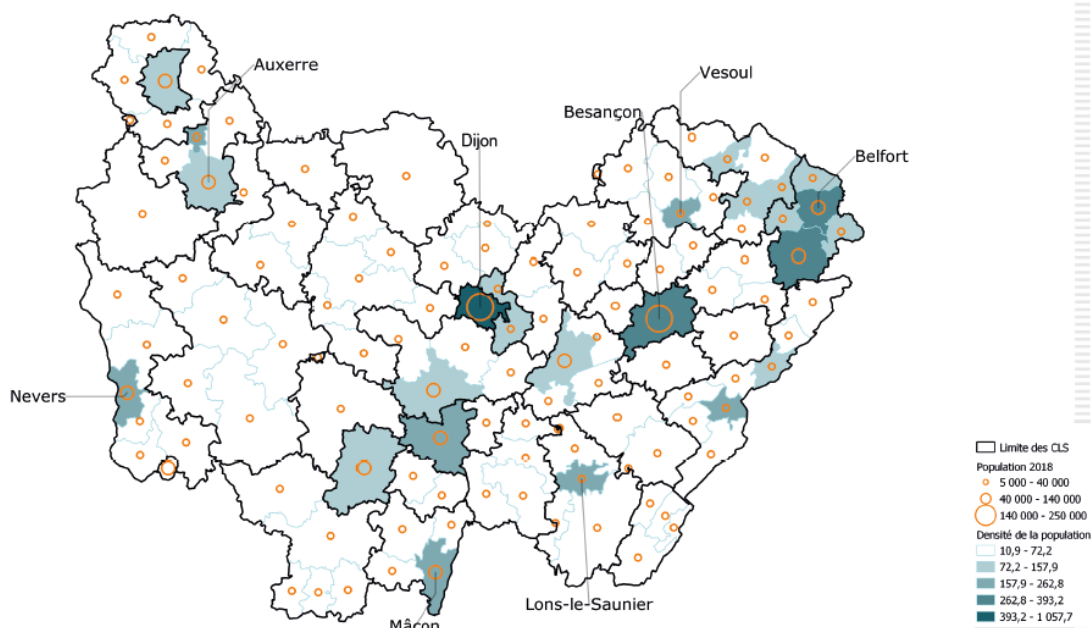 Auxerre
Vesoul
Besançon
Dijon
Belfort
Nevers
Lons-le-Saunier
Mâcon
Limite des CLS
Population 2018
5 000 - 40 000
40 000 - 140 000
140 000 - 250 000
Densité de la population
10,9 - 72,2
72,2 - 157,9
157,9 - 262,8
262,8 - 393,2
393,2 - 1 057,7